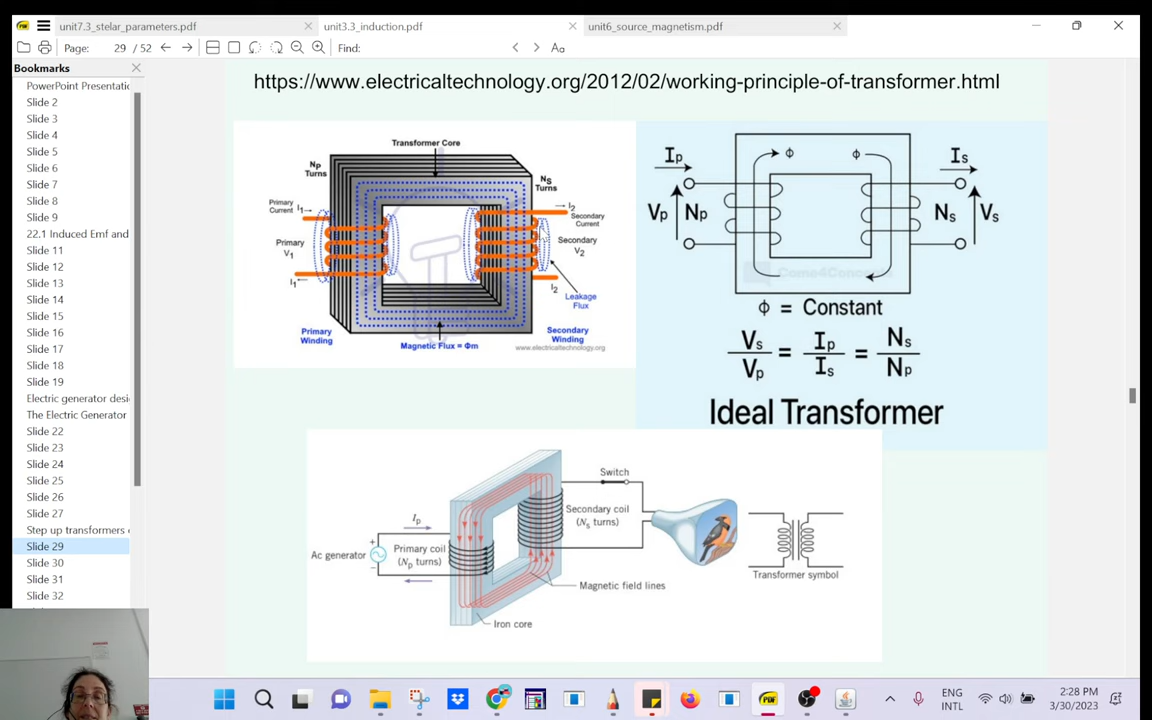 unit7.3_stelar_parameters.pdf
unit3.3_induction.pdf
unit6_source_magnetism.pdf
Page: 29 / 52
Find:
Aa
Bookmarks
PowerPoint Presentatic
Slide 2
Slide 3
Slide 4
Slide 5
Slide 6
Slide 7
Slide 8
Slide 9
22.1 Induced Emf and
Slide 11
Slide 12
Slide 13
Slide 14
Slide 15
Slide 16
Slide 17
Slide 18
Slide 19
Electric generator desi
The Electric Generator
Slide 22
Slide 23
Slide 24
Slide 25
Slide 26
Slide 27
Step up transformers
Slide 29
Slide 30
Slide 31
Slide 32
https://www.electricaltechnology.org/2012/02/working-principle-of-transformer.html
Transformer Core
NP
Turns
NS
Turns
Primary
Current I1
I2
Secondary
Current
Primary
V1
Secondary
V2
I1
I2
Leakage
Flux
Primary
Winding
Secondary
Winding
Magnetic Flux = Φm
www.electricaltechnology.org
Ip
ϕ
ϕ
Is
Vp
Np
Ns
Vs
Come4Concepts
ϕ = Constant
Vs/Vp = Ip/Is = Ns/Np
Ideal Transformer
Switch
Ip
Secondary coil
(Ns turns)
Ac generator
+
−
Primary coil
(Np turns)
Magnetic field lines
Transformer symbol
Iron core
ENG
INTL
2:28 PM
3/30/2023